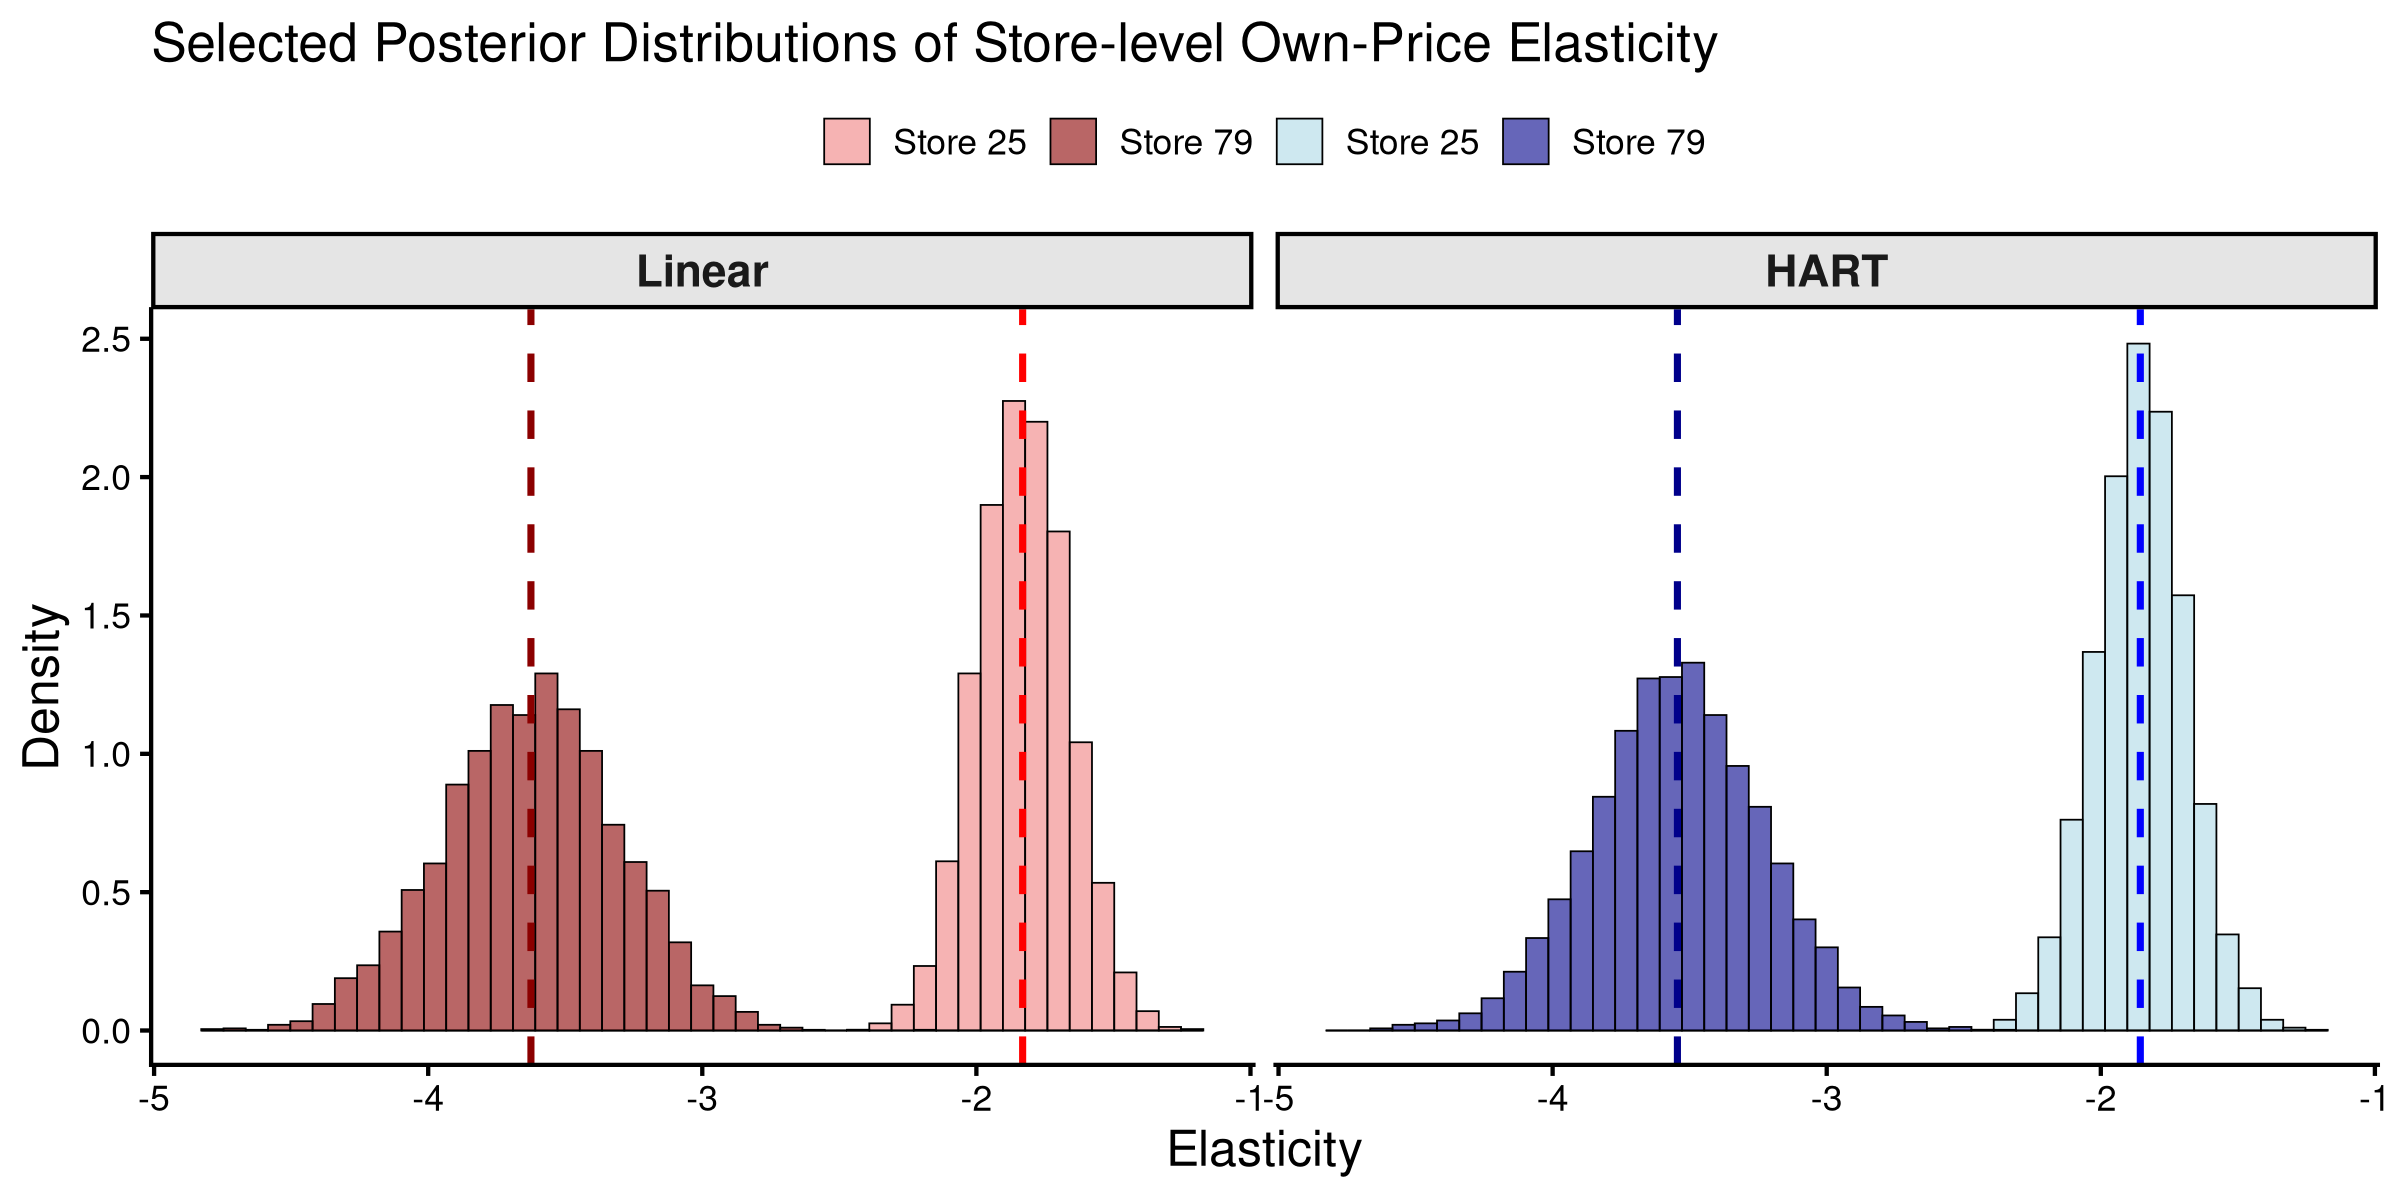 Selected Posterior Distributions of Store-level Own-Price Elasticity
Store 25 Store 79 Store 25 Store 79
Linear HART
2.5
2.0
1.5
1.0
0.5
0.0
Density
-5 -4 -3 -2 -1 -5 -4 -3 -2 -1
Elasticity